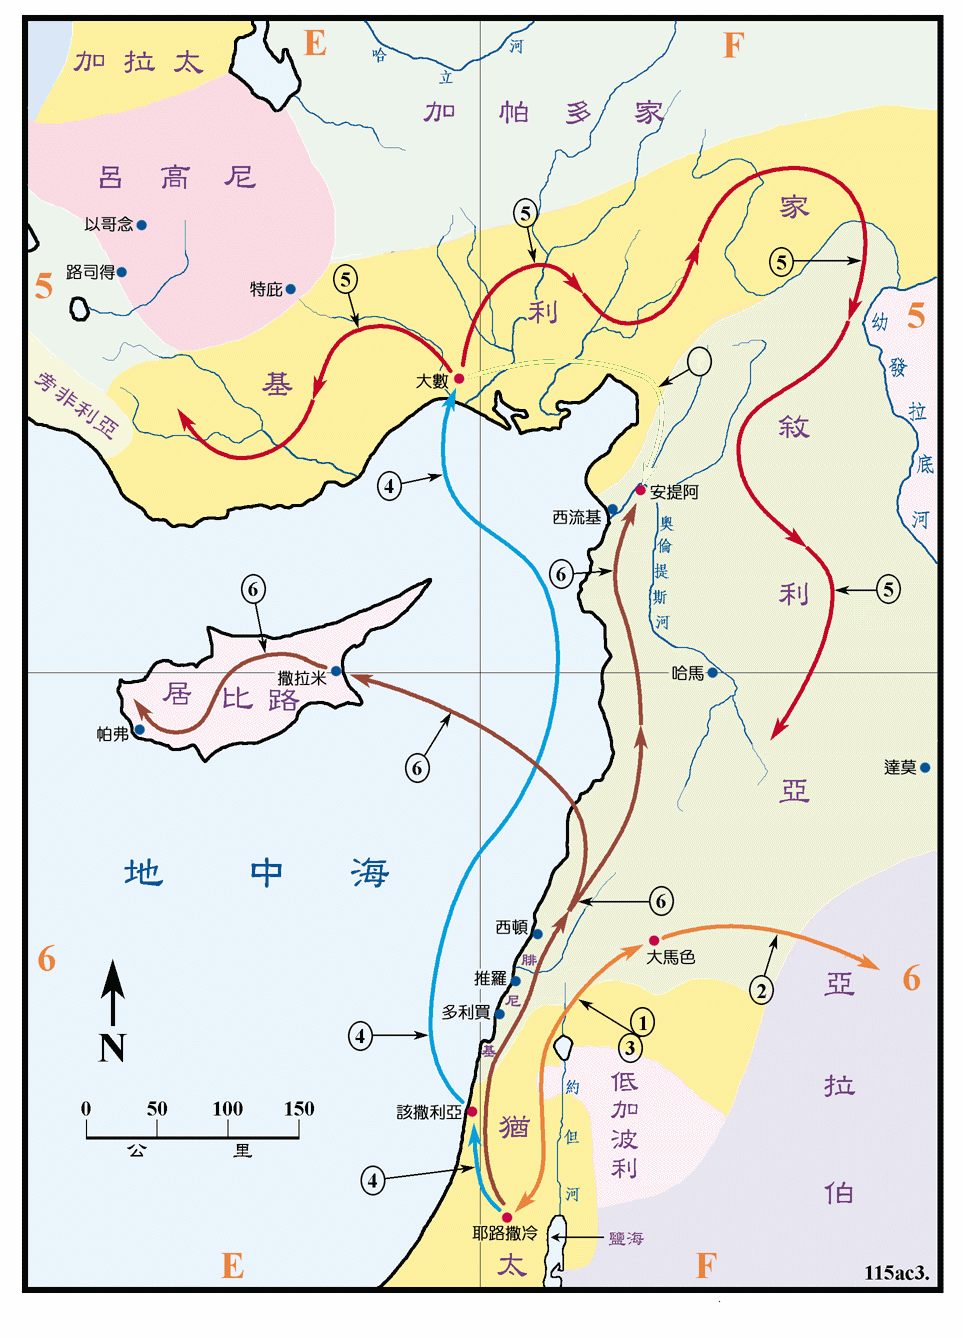 E
F
哈立河
加拉太
加帕多家
呂高尼
以哥念
路司得
特庇
5
5
5
5
家
5
利
5
幼發拉底河
基
大數
旁非利亞
敘
安提阿
西流基
4
奧倫提斯河
6
利
5
6
撒拉米
居比路
哈馬
帕弗
6
達莫
亞
地中海
6
西頓
大馬色
6
腓尼基
推羅
2
亞拉伯
6
N
多利買
1
3
4
0 50 100 150
公里
該撒利亞
低加波利
約但河
猶太
4
耶路撒冷
鹽海
E
F
115ac3.